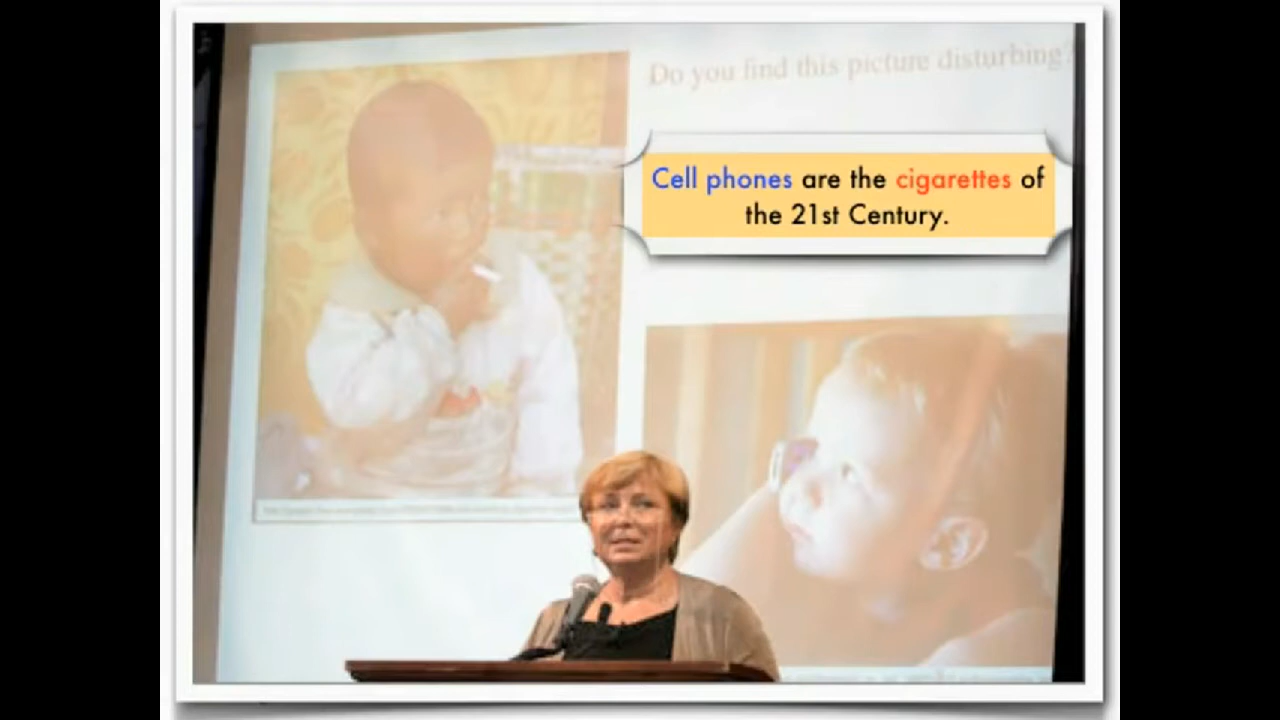 Do you find this picture disturbing?
Cell phones are the cigarettes of
the 21st Century.